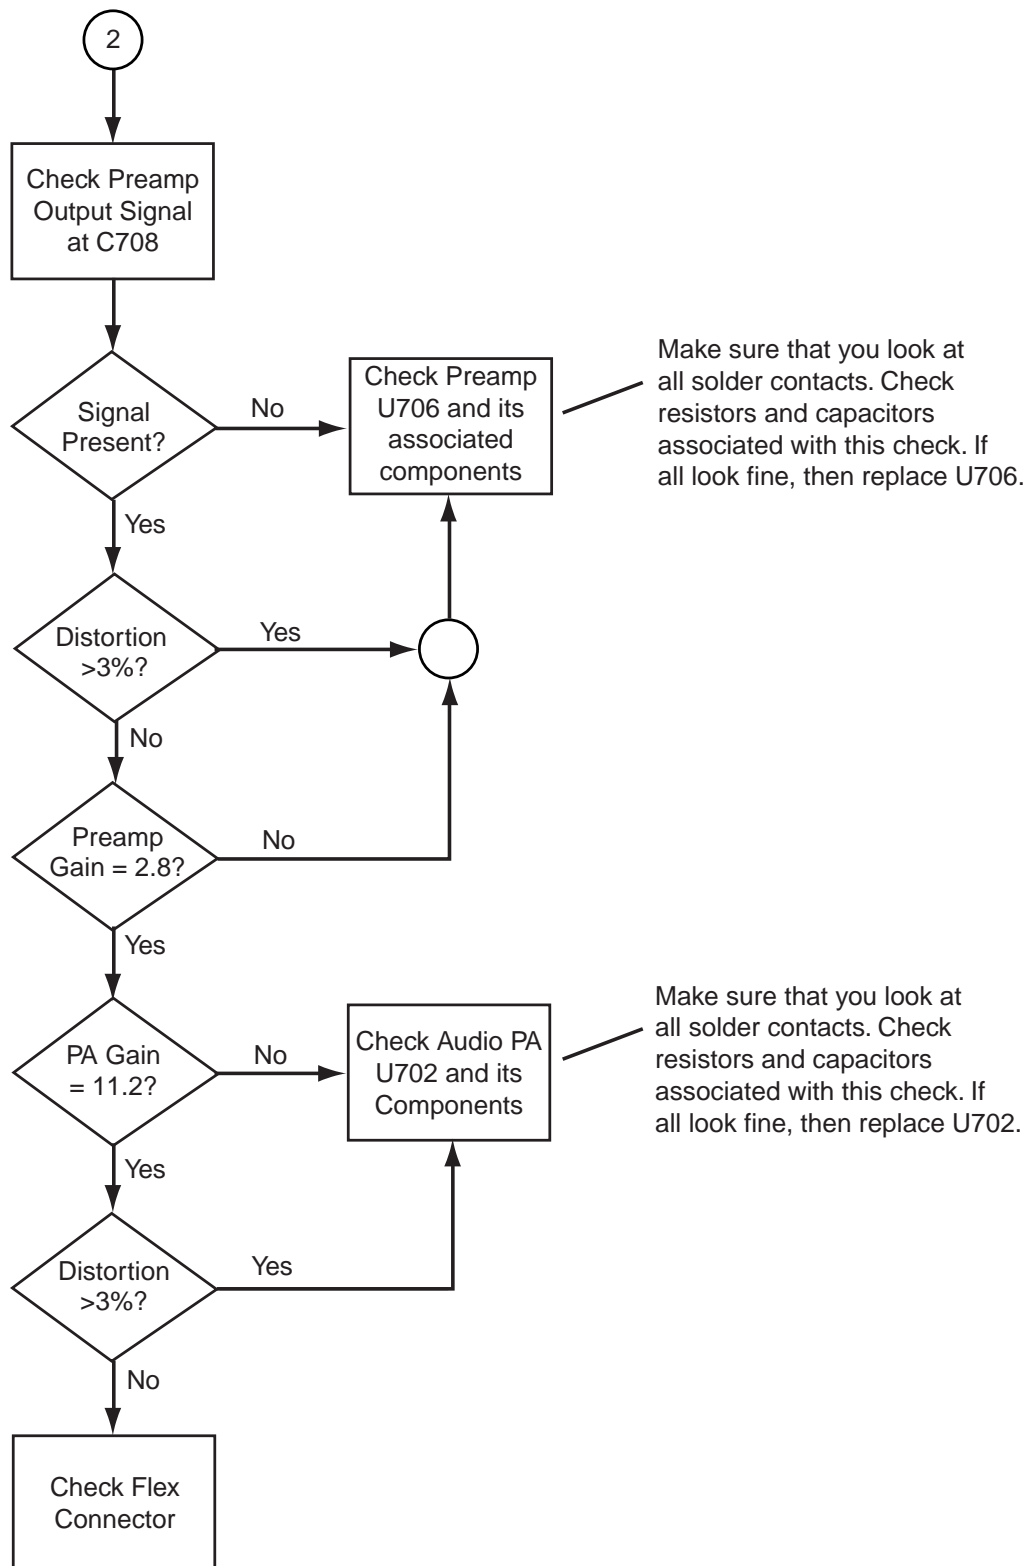 2
Check Preamp
Output Signal
at C708
Signal
Present?
No
Check Preamp
U706 and its
associated
components
Make sure that you look at
all solder contacts. Check
resistors and capacitors
associated with this check. If
all look fine, then replace U706.
Yes
Distortion
>3%?
Yes
No
Preamp
Gain = 2.8?
No
Yes
PA Gain
= 11.2?
No
Check Audio PA
U702 and its
Components
Make sure that you look at
all solder contacts. Check
resistors and capacitors
associated with this check. If
all look fine, then replace U702.
Yes
Distortion
>3%?
Yes
No
Check Flex
Connector